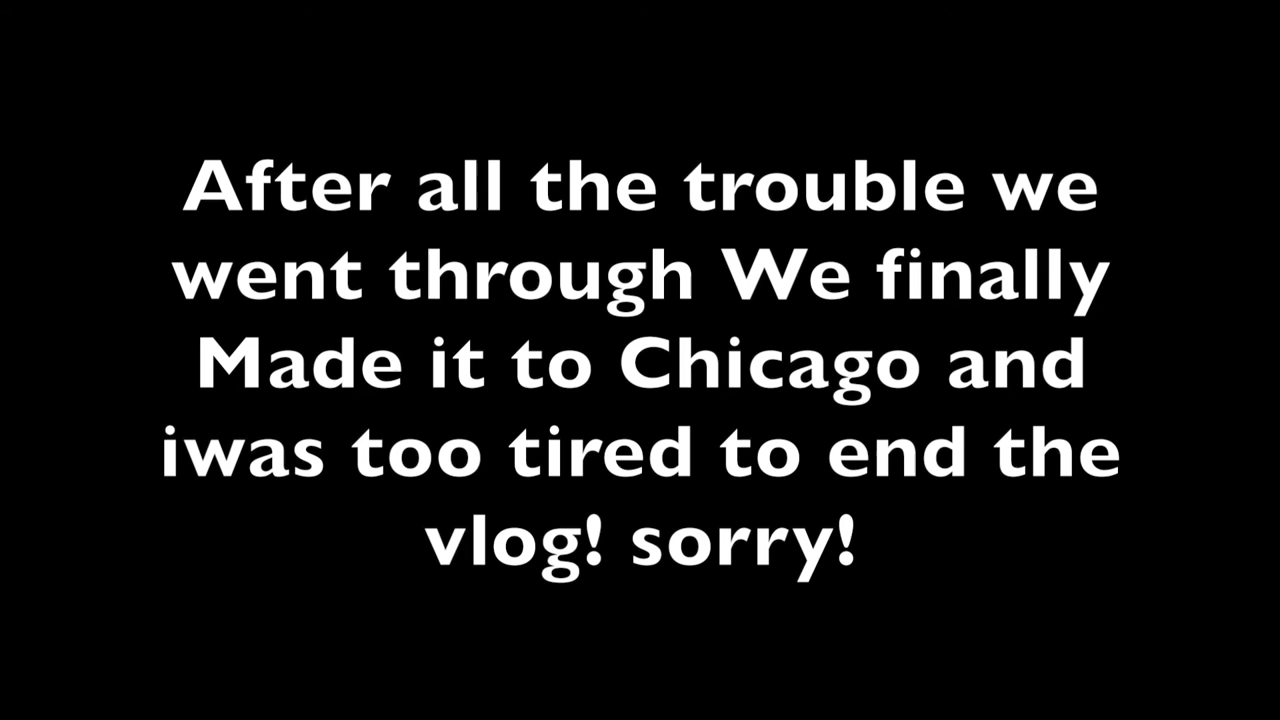 After all the trouble we
went through We finally
Made it to Chicago and
iwas too tired to end the
vlog! sorry!